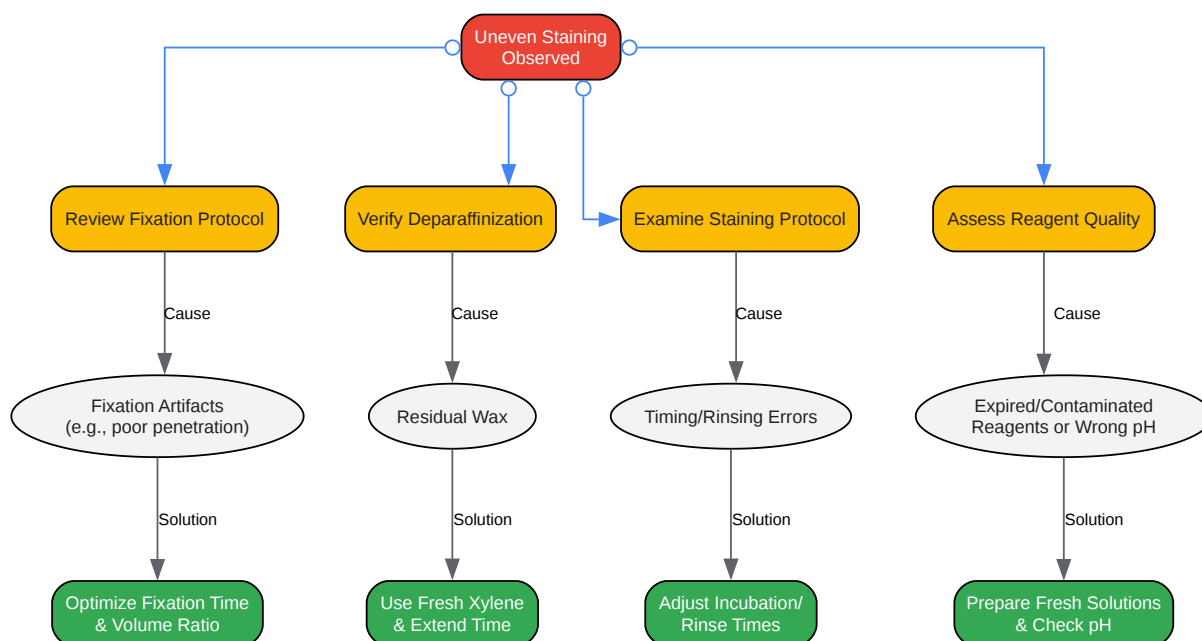 Uneven Staining
Observed
Review Fixation Protocol
Verify Deparaffinization
Examine Staining Protocol
Assess Reagent Quality
Cause
Cause
Cause
Cause
Fixation Artifacts
(e.g., poor penetration)
Residual Wax
Timing/Rinsing Errors
Expired/Contaminated
Reagents or Wrong pH
Solution
Solution
Solution
Solution
Optimize Fixation Time
& Volume Ratio
Use Fresh Xylene
& Extend Time
Adjust Incubation/
Rinse Times
Prepare Fresh Solutions
& Check pH